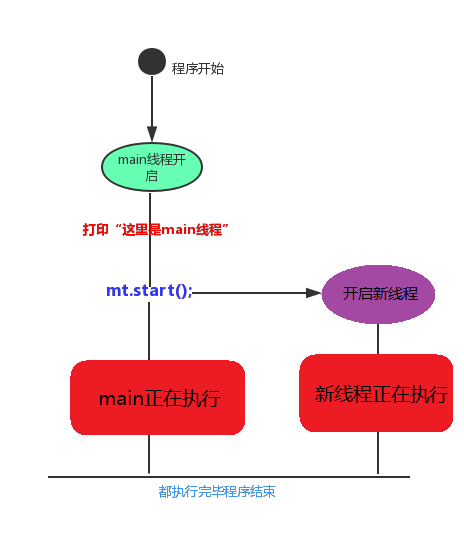 程序开始
main线程开
启
打印“这里是main线程”
mt.start();
开启新线程
main正在执行
新线程正在执行
都执行完毕程序结束